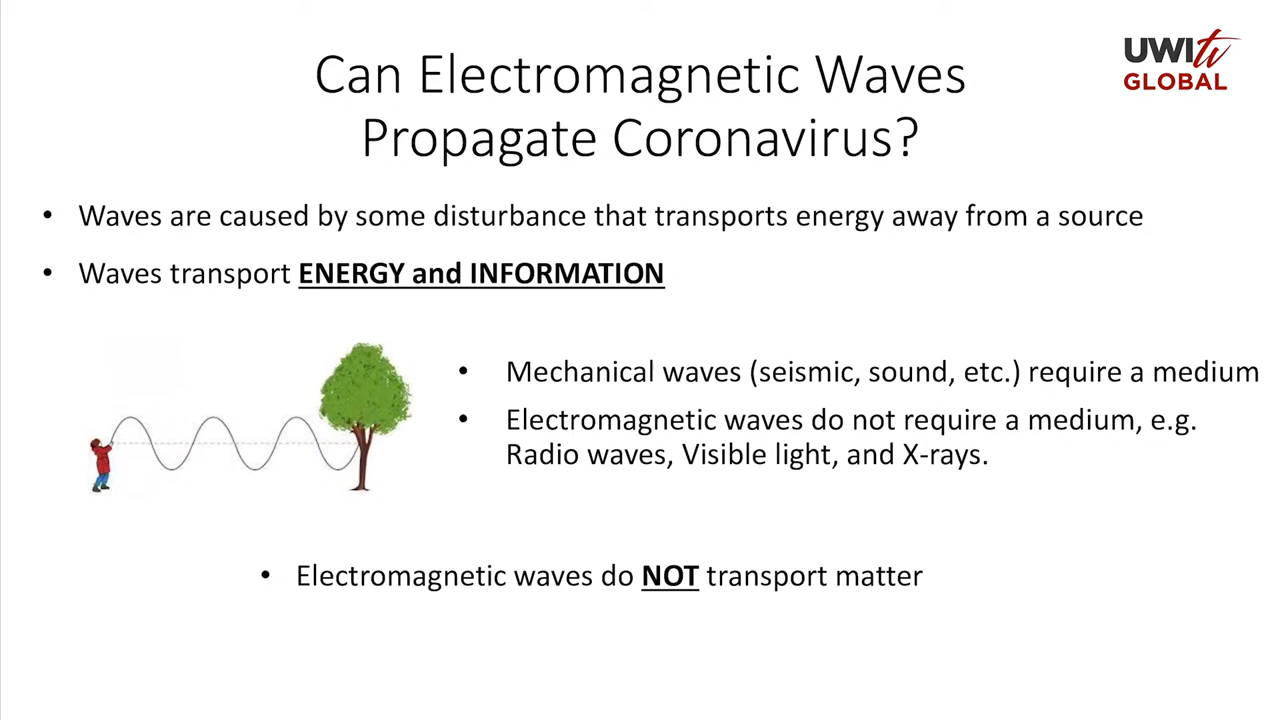 UWItv
GLOBAL
Can Electromagnetic Waves
Propagate Coronavirus?
• Waves are caused by some disturbance that transports energy away from a source
• Waves transport ENERGY and INFORMATION
• Mechanical waves (seismic, sound, etc.) require a medium
• Electromagnetic waves do not require a medium, e.g.
Radio waves, Visible light, and X-rays.
• Electromagnetic waves do NOT transport matter